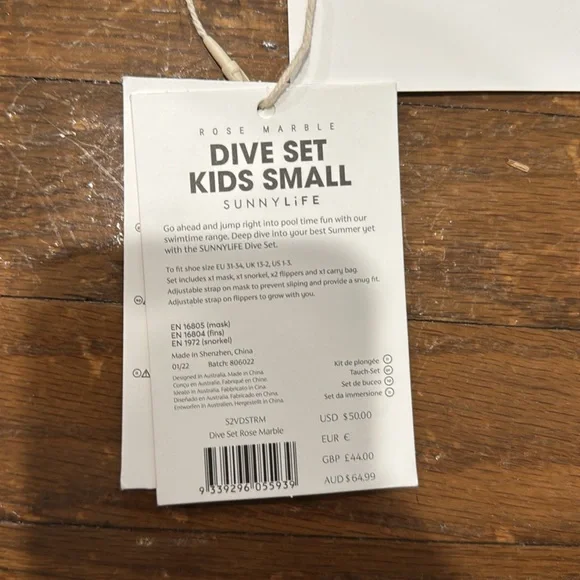 ROSE MARBLE
DIVE SET
KIDS SMALL
SUNNYLiFE
Go ahead and jump right into pool time fun with our
swimtime range. Deep dive into your best Summer yet
with the SUNNYLIFE Dive Set.
To fit shoe size EU 31-34, UK 13-2, US 1-3.
Set includes x1 mask, x1 snorkel, x2 flippers and x1 carry bag.
Adjustable strap on mask to prevent sliping and provide a snug fit.
Adjustable strap on flippers to grow with you.
EN 16805 (mask)
EN 16804 (fins)
EN 1972 (snorkel)
Made in Shenzhen, China
01/22 Batch: 806022
Designed in Australia. Made in China.
Conçu en Australie. Fabriqué en Chine.
Ideato in Australia. Fabbricato in Cina.
Diseñado en Australia. Fabricado en China.
Entworfen in Australien. Hergestellt in China.
Kit de plongée
Tauch-Set
Set de buceo
Set da immersione
S2VDSTRM
Dive Set Rose Marble
9 339296 055939
USD $50.00
EUR €
GBP £44.00
AUD $64.99